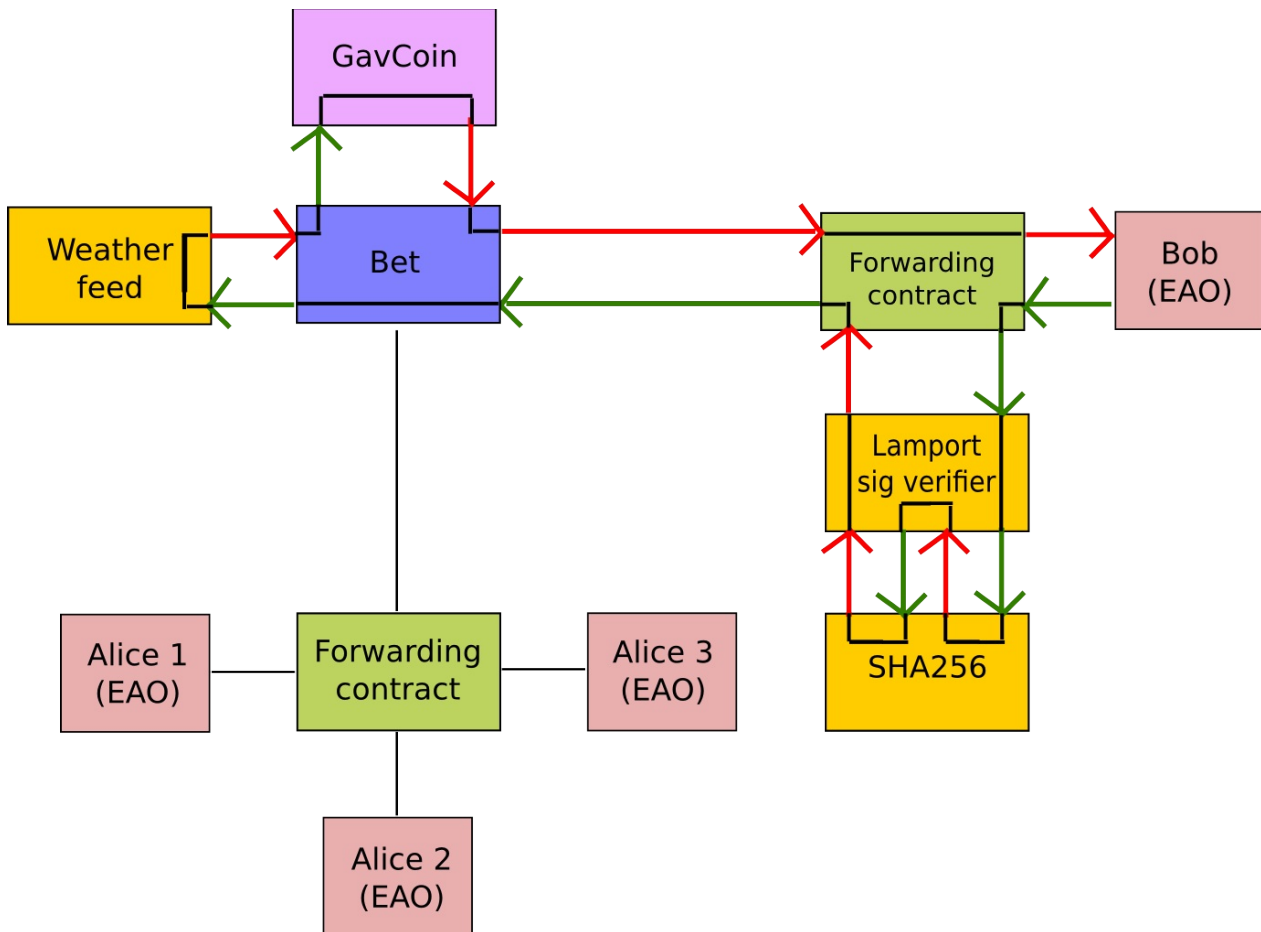 GavCoin
Weather
feed
Bet
Forwarding
contract
Bob
(EAO)
Lamport
sig verifier
SHA256
Alice 1
(EAO)
Forwarding
contract
Alice 3
(EAO)
Alice 2
(EAO)